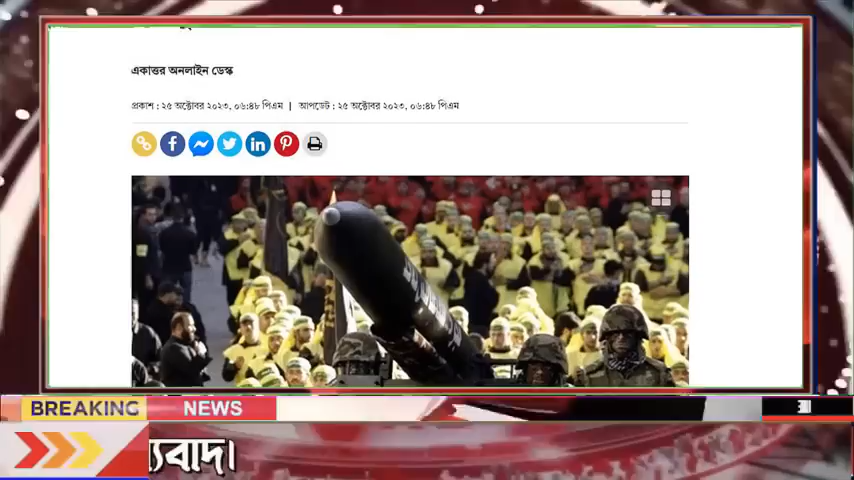 একাত্তর অনলাইন ডেস্ক
প্রকাশ : ২৫ অক্টোবর ২০২৩, ০৬:৪৮ পিএম | আপডেট : ২৫ অক্টোবর ২০২৩, ০৬:৪৮ পিএম
BREAKING NEWS